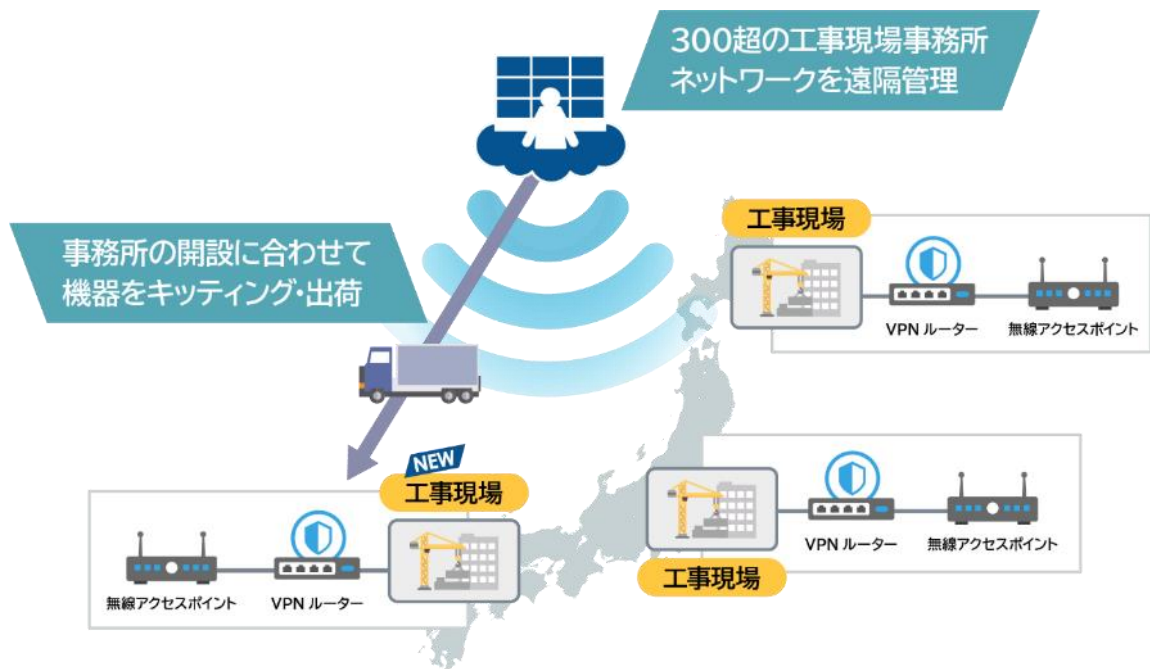 300超の工事現場事務所
ネットワークを遠隔管理
事務所の開設に合わせて
機器をキッティング・出荷
工事現場
VPN ルーター
無線アクセスポイント
NEW
工事現場
無線アクセスポイント
VPN ルーター
工事現場
VPN ルーター
無線アクセスポイント